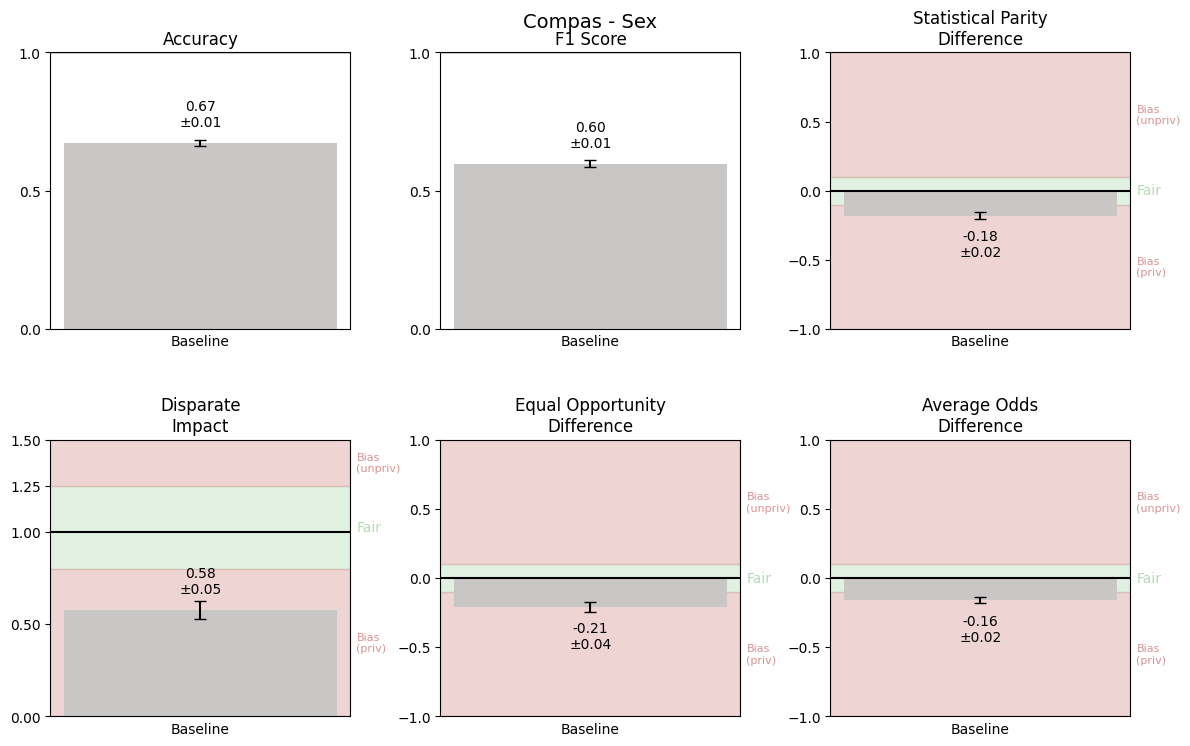 Compas - Sex
Accuracy
1.0
0.5
0.0
0.67
±0.01
Baseline
F1 Score
1.0
0.5
0.0
0.60
±0.01
Baseline
Statistical Parity
Difference
1.0
0.5
0.0
−0.5
−1.0
-0.18
±0.02
Bias
(unpriv)
Fair
Bias
(priv)
Baseline
Disparate
Impact
1.50
1.25
1.00
0.50
0.00
0.58
±0.05
Bias
(unpriv)
Fair
Bias
(priv)
Baseline
Equal Opportunity
Difference
1.0
0.5
0.0
−0.5
−1.0
-0.21
±0.04
Bias
(unpriv)
Fair
Bias
(priv)
Baseline
Average Odds
Difference
1.0
0.5
0.0
−0.5
−1.0
-0.16
±0.02
Bias
(unpriv)
Fair
Bias
(priv)
Baseline